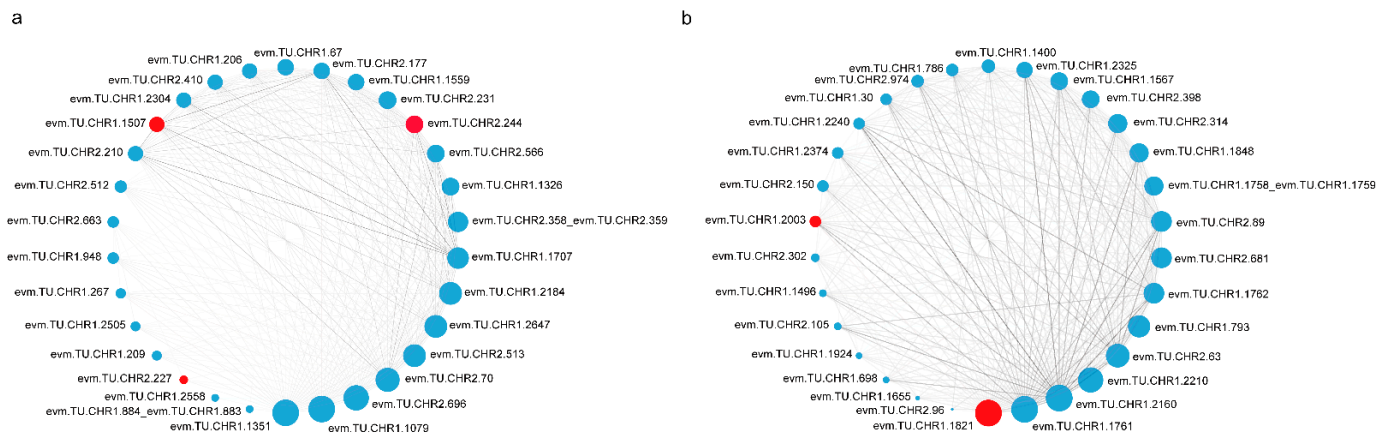 a
evm.TU.CHR1.67
evm.TU.CHR1.206
evm.TU.CHR2.177
evm.TU.CHR2.410
evm.TU.CHR1.1559
evm.TU.CHR1.2304
evm.TU.CHR2.231
evm.TU.CHR1.1507
evm.TU.CHR2.244
evm.TU.CHR2.210
evm.TU.CHR2.566
evm.TU.CHR2.512
evm.TU.CHR1.1326
evm.TU.CHR2.663
evm.TU.CHR2.358_evm.TU.CHR2.359
evm.TU.CHR1.948
evm.TU.CHR1.1707
evm.TU.CHR1.267
evm.TU.CHR1.2184
evm.TU.CHR1.2505
evm.TU.CHR1.2647
evm.TU.CHR1.209
evm.TU.CHR2.513
evm.TU.CHR2.227
evm.TU.CHR2.70
evm.TU.CHR1.2558
evm.TU.CHR2.696
evm.TU.CHR1.884_evm.TU.CHR1.883
evm.TU.CHR1.1351
evm.TU.CHR1.1079
b
evm.TU.CHR1.1400
evm.TU.CHR1.786
evm.TU.CHR1.2325
evm.TU.CHR2.974
evm.TU.CHR1.1567
evm.TU.CHR1.30
evm.TU.CHR2.398
evm.TU.CHR1.2240
evm.TU.CHR2.314
evm.TU.CHR1.2374
evm.TU.CHR1.1848
evm.TU.CHR2.150
evm.TU.CHR1.1758_evm.TU.CHR1.1759
evm.TU.CHR1.2003
evm.TU.CHR2.89
evm.TU.CHR2.302
evm.TU.CHR2.681
evm.TU.CHR1.1496
evm.TU.CHR1.1762
evm.TU.CHR2.105
evm.TU.CHR1.793
evm.TU.CHR1.1924
evm.TU.CHR2.63
evm.TU.CHR1.698
evm.TU.CHR1.2210
evm.TU.CHR1.1655
evm.TU.CHR1.2160
evm.TU.CHR2.96
evm.TU.CHR1.1821
evm.TU.CHR1.1761